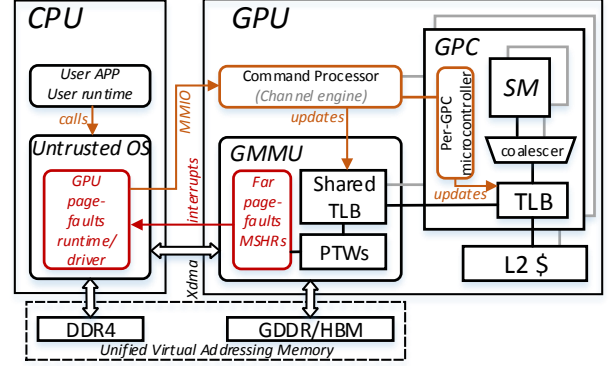 CPU
GPU
User APP
User runtime
calls
Untrusted OS
GPU
page-
faults
runtime/
driver
MMIO
interrupts
Xdma
Command Processor
(Channel engine)
updates
GMMU
Far
page-
faults
MSHRs
Shared
TLB
PTWs
GPC
Per-GPC
microcontroller
SM
coalescer
updates
TLB
L2 $
DDR4
GDDR/HBM
Unified Virtual Addressing Memory